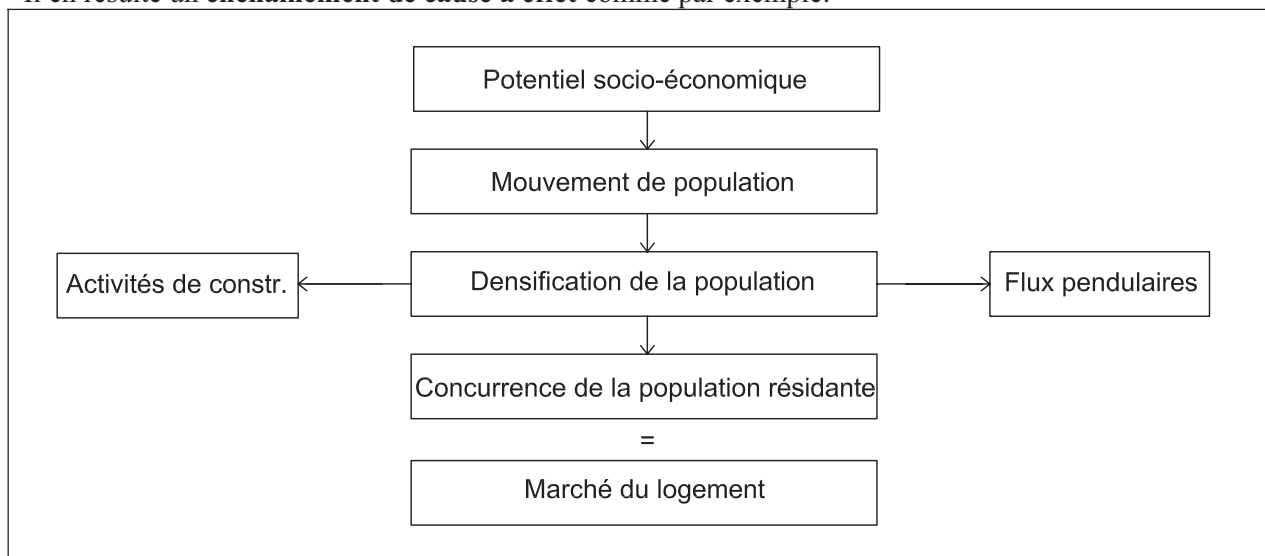 Il en résulte un enchaînement de cause à effet comme par exemple:
Potentiel socio-économique
Mouvement de population
Activités de constr.
Densification de la population
Flux pendulaires
Concurrence de la population résidante
=
Marché du logement